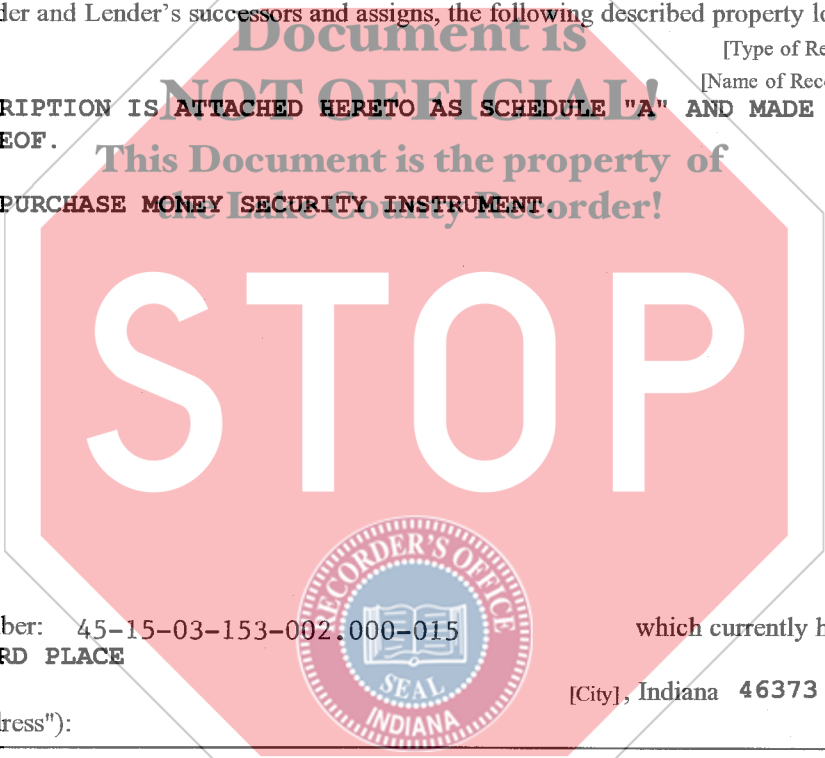 der and Lender's successors and assigns, the following described property lo
Document is
[Type of Re
NOT OFFICIAL!
[Name of Reco
RIPTION IS ATTACHED HERETO AS SCHEDULE "A" AND MADE
EOF.
This Document is the property of
PURCHASE MONEY SECURITY INSTRUMENT.
the Lake County Recorder!
STOP
RECORDER'S OFFICE
ber: 45-15-03-153-002.000-015 which currently h
RD PLACE
SEAL
[City], Indiana 46373
INDIANA
ress"):